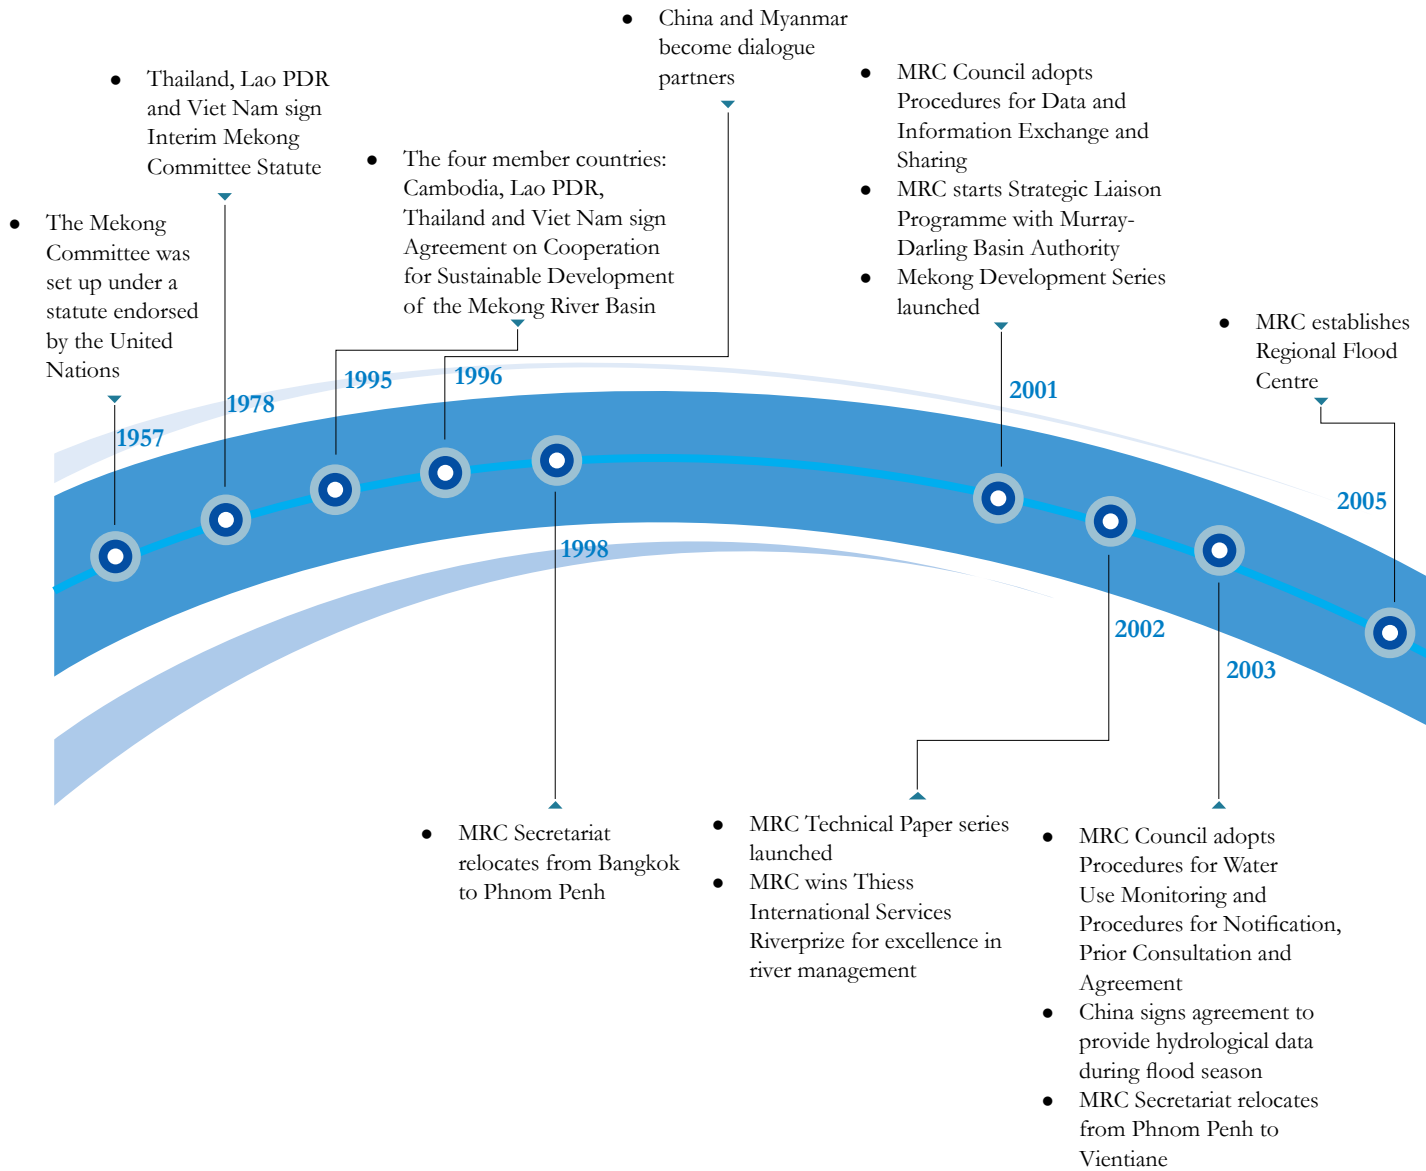 ● The Mekong
Committee was
set up under a
statute endorsed
by the United
Nations
1957
● Thailand, Lao PDR
and Viet Nam sign
Interim Mekong
Committee Statute
1978
● The four member countries:
Cambodia, Lao PDR,
Thailand and Viet Nam sign
Agreement on Cooperation
for Sustainable Development
of the Mekong River Basin
1995
● China and Myanmar
become dialogue
partners
1996
1998
● MRC Secretariat
relocates from Bangkok
to Phnom Penh
● MRC Council adopts
Procedures for Data and
Information Exchange and
Sharing
● MRC starts Strategic Liaison
Programme with Murray-
Darling Basin Authority
● Mekong Development Series
launched
2001
2002
● MRC Technical Paper series
launched
● MRC wins Thiess
International Services
Riverprize for excellence in
river management
2003
● MRC Council adopts
Procedures for Water
Use Monitoring and
Procedures for Notification,
Prior Consultation and
Agreement
● China signs agreement to
provide hydrological data
during flood season
● MRC Secretariat relocates
from Phnom Penh to
Vientiane
● MRC establishes
Regional Flood
Centre
2005